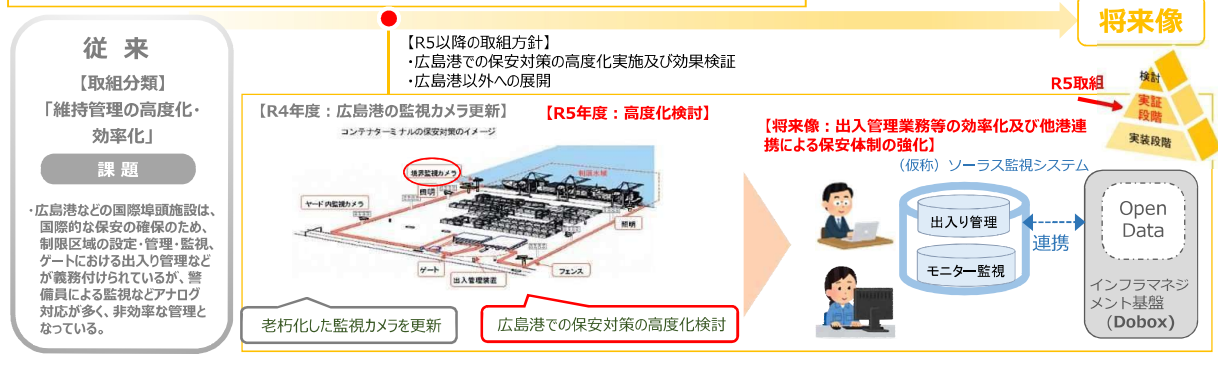 従 来
【取組分類】
「維持管理の高度化・
効率化」
課 題
・広島港などの国際埠頭施設は、
国際的な保安の確保のため、
制限区域の設定・管理・監視、
ゲートにおける出入り管理など
が義務付けられているが、警
備員による監視などアナログ
対応が多く、非効率な管理と
なっている。
【R5以降の取組方針】
・広島港での保安対策の高度化実施及び効果検証
・広島港以外への展開
将来像
R5取組
検討
実証
段階
実装段階
【R4年度：広島港の監視カメラ更新】
【R5年度：高度化検討】
コンテナターミナルの保安対策のイメージ
境界監視カメラ
照明
制限水域
ヤード内監視カメラ
照明
ゲート
出入管理装置
フェンス
老朽化した監視カメラを更新
広島港での保安対策の高度化検討
【将来像：出入管理業務等の効率化及び他港連
携による保安体制の強化】
（仮称）ソーラス監視システム
出入り管理
モニター監視
連携
Open
Data
インフラマネジ
メント基盤
(Dobox)